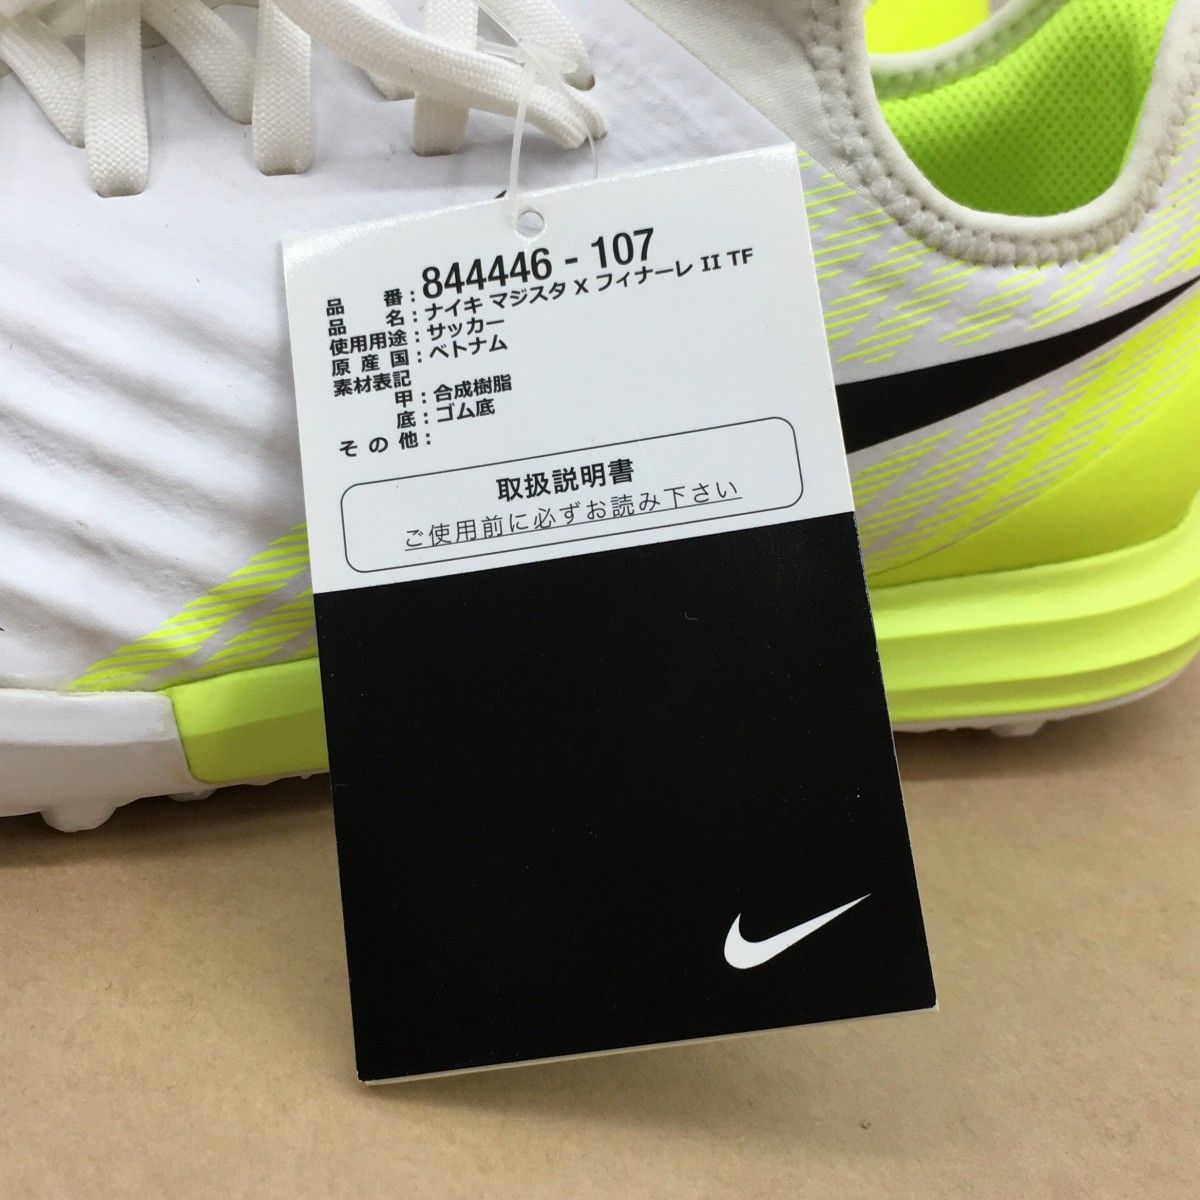 品番：844446 - 107
品名：ナイキ マジスタ X フィナーレ II TF
使用用途：サッカー
原産国：ベトナム
素材表記
甲：合成樹脂
底：ゴム底
その他：
取扱説明書
ご使用前に必ずお読み下さい